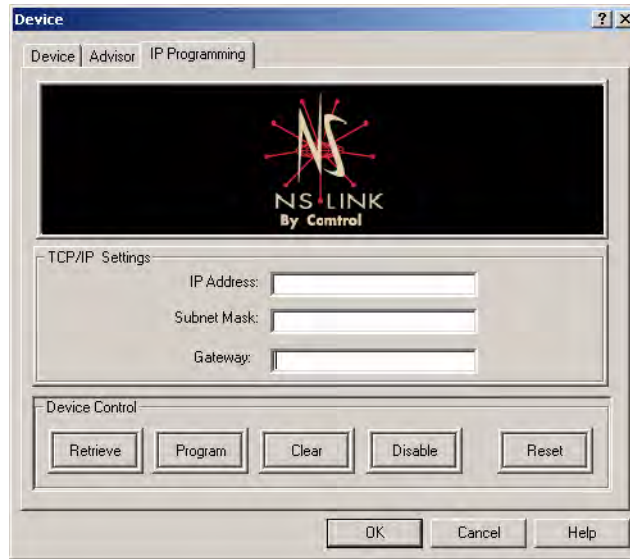 Device
Device Advisor IP Programming
NS
NS LINK
By Comtrol
TCP/IP Settings
IP Address:
Subnet Mask:
Gateway:
Device Control
Retrieve Program Clear Disable Reset
OK Cancel Help